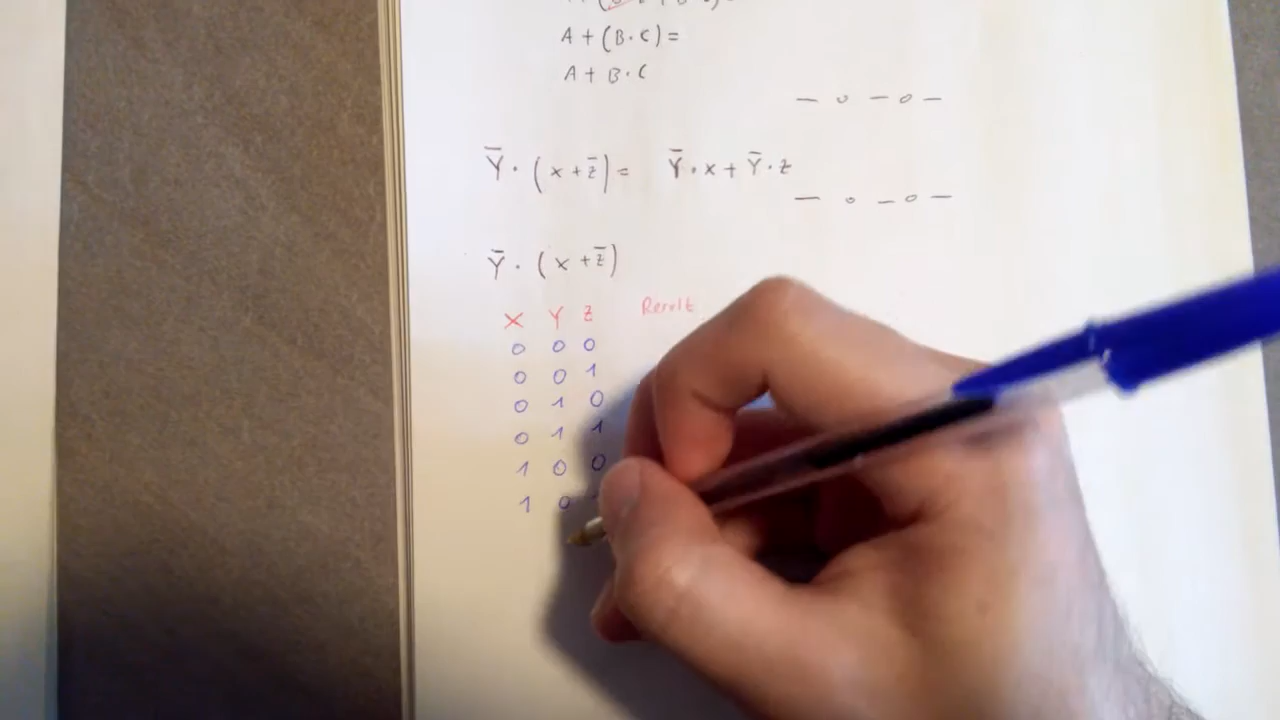 A + (B · C) =
A + B · C
— o — o —
Ȳ · (x + z̄) = Ȳ · x + Ȳ · z
— o — o —
Ȳ · (x + z̄)
X Y Z Result
0 0 0
0 0 1
0 1 0
0 1 1
1 0 0
1 0